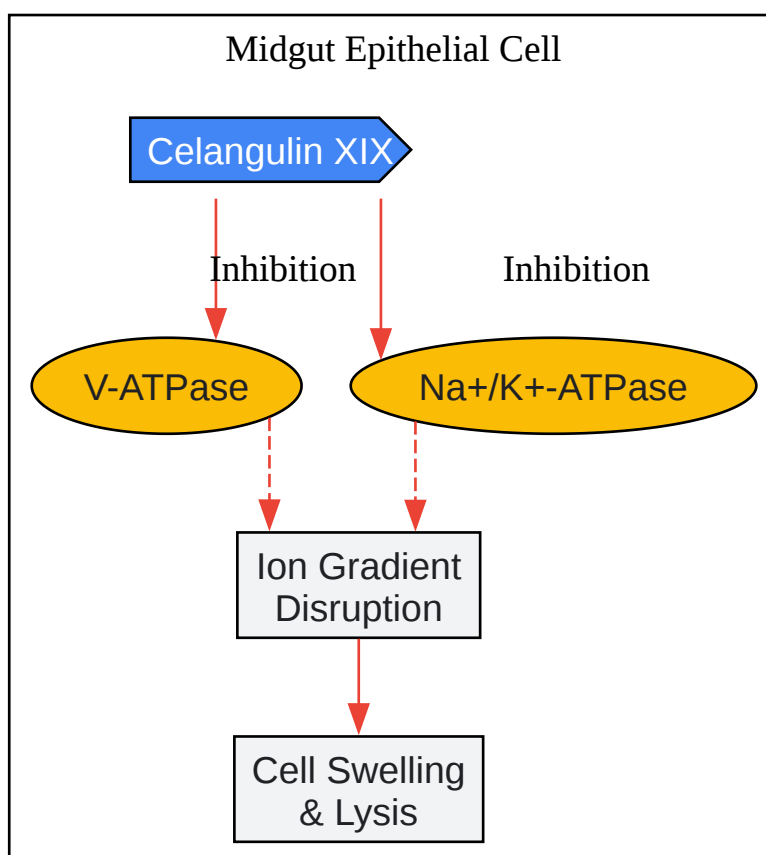 Midgut Epithelial Cell
Celangulin XIX
Inhibition
Inhibition
V-ATPase
Na+/K+-ATPase
Ion Gradient
Disruption
Cell Swelling
& Lysis